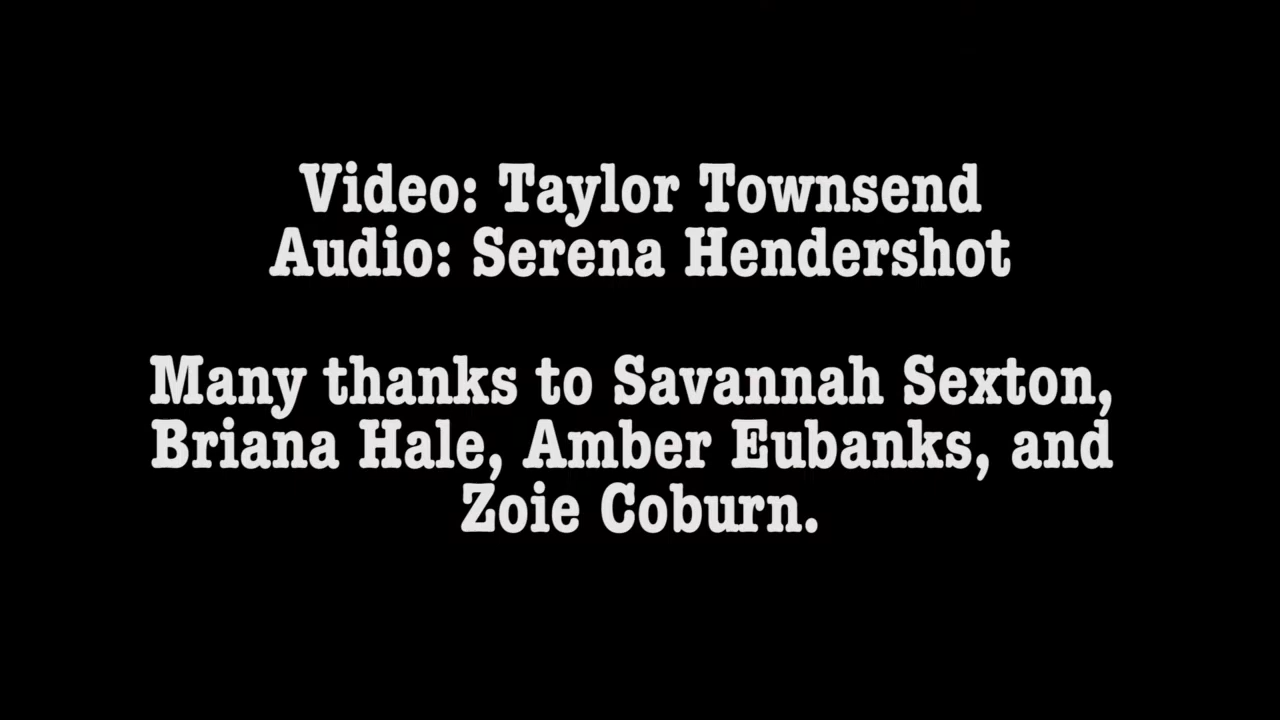 Video: Taylor Townsend
Audio: Serena Hendershot
Many thanks to Savannah Sexton,
Briana Hale, Amber Eubanks, and
Zoie Coburn.